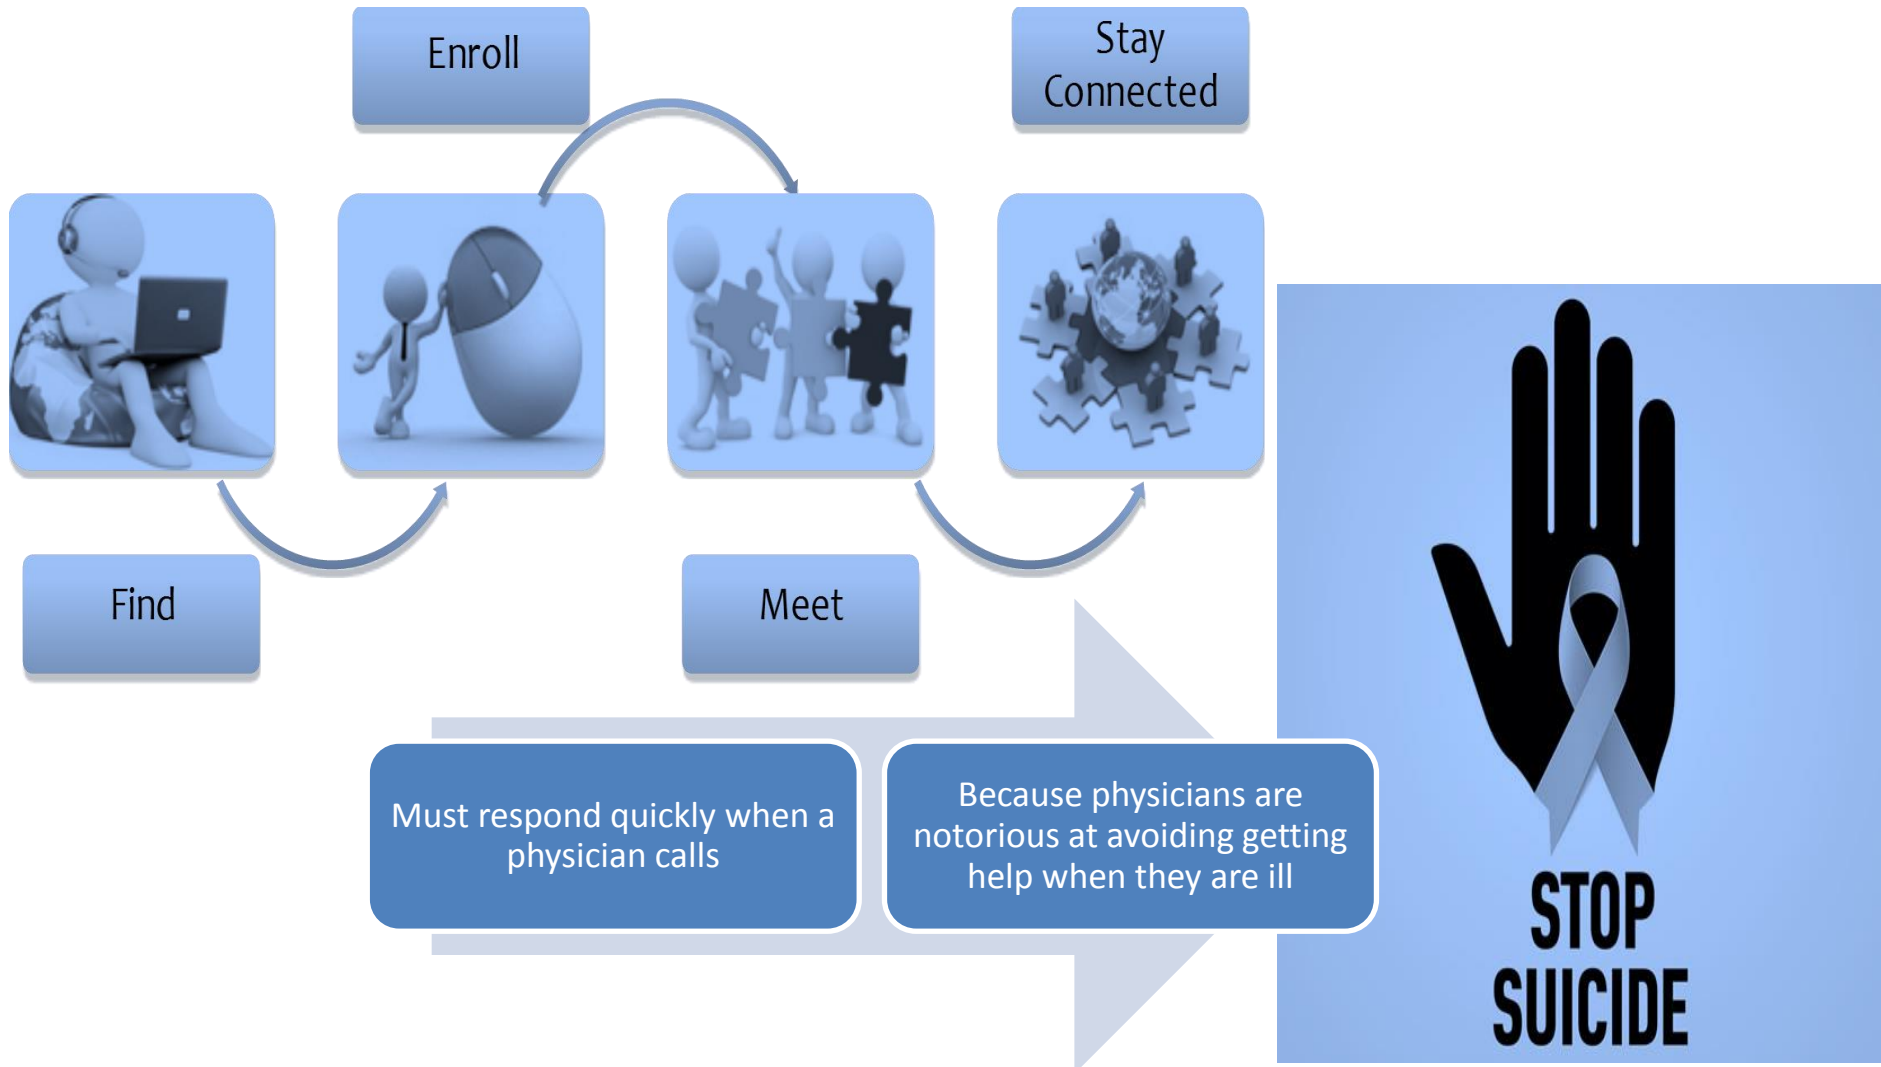 Enroll
Stay
Connected
Find
Meet
Must respond quickly when a
physician calls
Because physicians are
notorious at avoiding getting
help when they are ill
STOP
SUICIDE